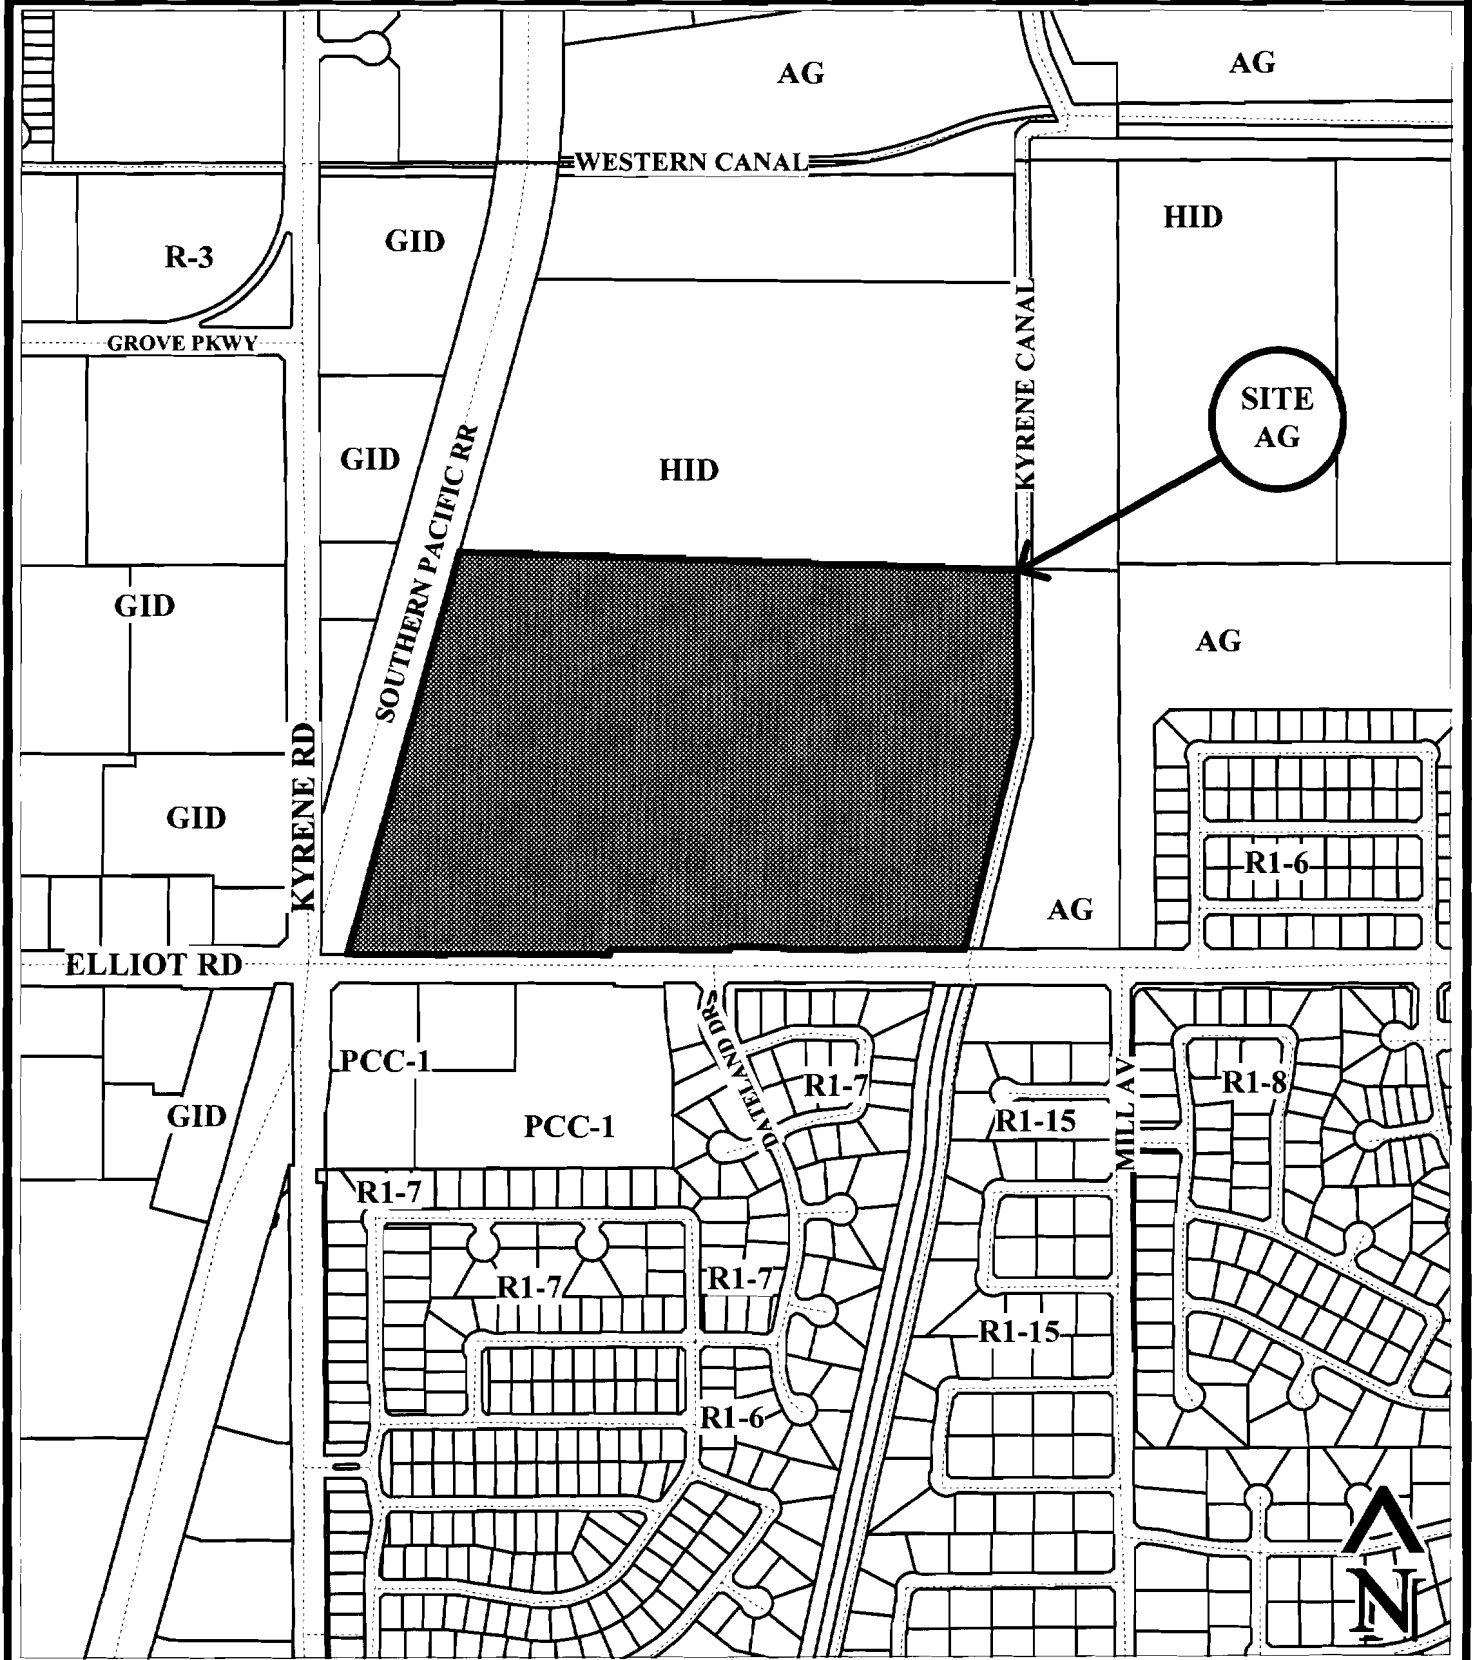 AG
AG
WESTERN CANAL
HID
GID
R-3
GROVE PKWY
KYRENE CANAL
SITE
AG
GID
HID
SOUTHERN PACIFIC RR
GID
AG
KYRENE RD
GID
R1-6
AG
ELLIOT RD
DATELAND DR
PCC-1
R1-7
MILL AV
R1-8
GID
PCC-1
R1-15
R1-7
R1-7
R1-7
R1-15
R1-6
N